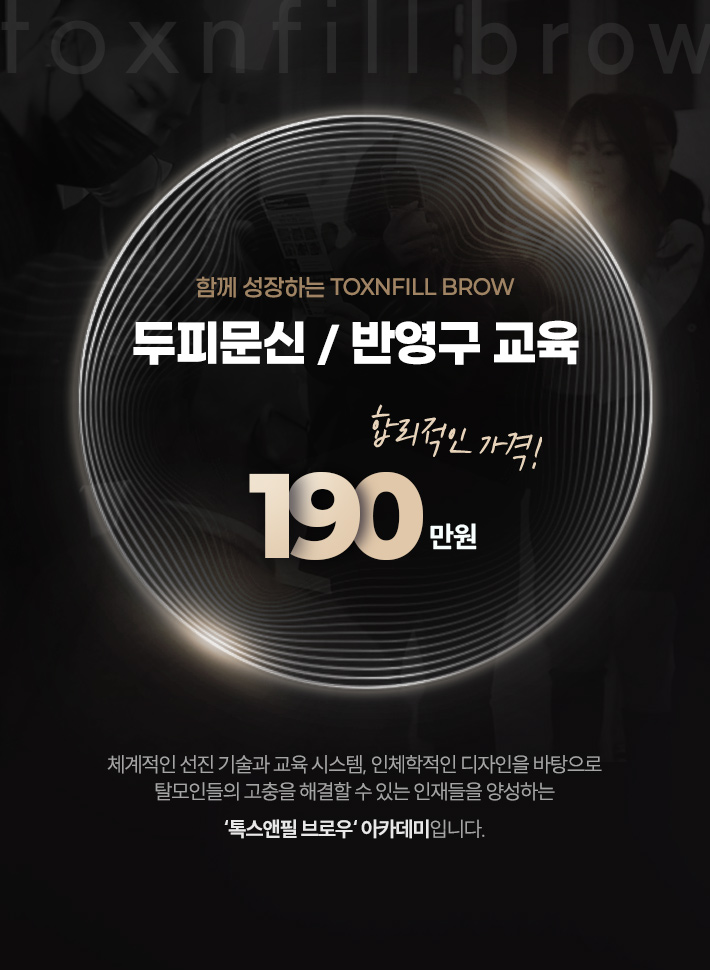 toxnfill brow
함께 성장하는 TOXNFILL BROW
두피문신 / 반영구 교육
합리적인 가격!
190만원
체계적인 선진 기술과 교육 시스템, 인체학적인 디자인을 바탕으로
탈모인들의 고충을 해결할 수 있는 인재들을 양성하는
‘톡스앤필 브로우‘ 아카데미입니다.